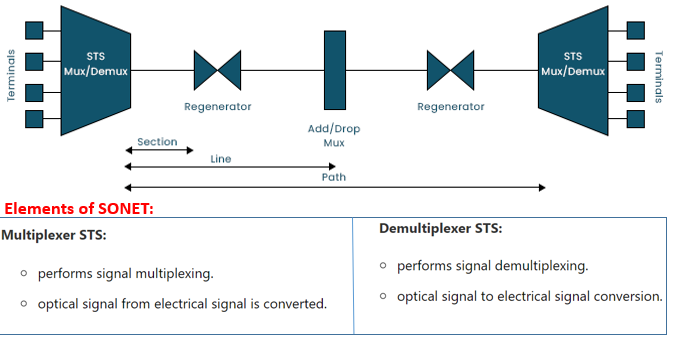 Terminals
STS
Mux/Demux
Regenerator
Add/Drop
Mux
Regenerator
STS
Mux/Demux
Terminals
Section
Line
Path
Elements of SONET:
Multiplexer STS:
performs signal multiplexing.
optical signal from electrical signal is converted.
Demultiplexer STS:
performs signal demultiplexing.
optical signal to electrical signal conversion.